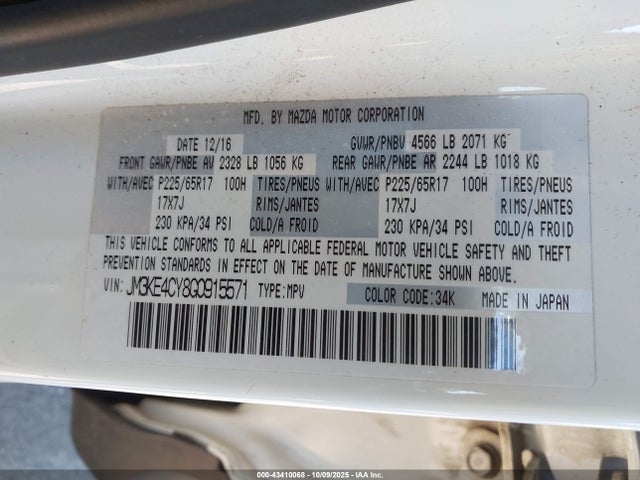 MFD. BY MAZDA MOTOR CORPORATION
DATE 12/16 GVWR/PNBV 4566 LB 2071 KG
FRONT GAWR/PNBE AV 2328 LB 1056 KG REAR GAWR/PNBE AR 2244 LB 1018 KG
WITH/AVEC P225/65R17 100H TIRES/PNEUS WITH/AVEC P225/65R17 100H TIRES/PNEUS
17X7J RIMS/JANTES 17X7J RIMS/JANTES
230 KPA/34 PSI COLD/A FROID 230 KPA/34 PSI COLD/A FROID
THIS VEHICLE CONFORMS TO ALL APPLICABLE FEDERAL MOTOR VEHICLE SAFETY AND THEFT
PREVENTION STANDARDS IN EFFECT ON THE DATE OF MANUFACTURE SHOWN ABOVE.
VIN: JM3KE4CY8G0915571 TYPE:MPV COLOR CODE:34K MADE IN JAPAN
000-43410068 - 10/09/2025 - IAA Inc.